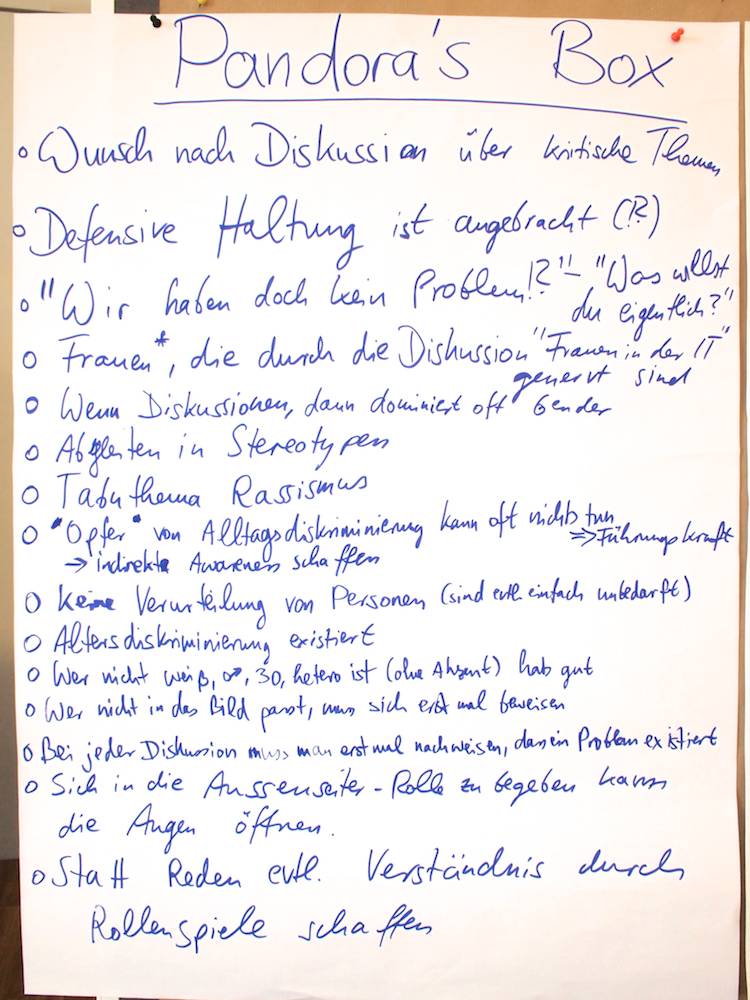 Pandora's Box
o Wunsch nach Diskussion über kritische Themen
o Defensive Haltung ist angebracht (?)
o "Wir haben doch kein Problem!?" – "Was willst
du eigentlich?"
o Frauen*, die durch die Diskussion "Frauen in der IT"
genervt sind
o Wenn Diskussionen, dann dominiert oft Gender
o Abgleiten in Stereotypen
o Tabuthema Rassismus
o "Opfer" von Alltagsdiskriminierung kann oft nichts tun
=> Führungskraft
→ indirekte Awareness schaffen
o Keine Verurteilung von Personen (sind evtl. einfach unbedarft)
o Altersdiskriminierung existiert
o Wer nicht weiß, ♂, 30, hetero ist (ohne Akzent) hab gut
o Wer nicht in das Bild passt, muss sich erst mal beweisen
o Bei jeder Diskussion muss man erst mal nachweisen, dass ein Problem existiert
o Sich in die Aussenseiter-Rolle zu begeben kann
die Augen öffnen.
o Statt Reden evtl. Verständnis durch
Rollenspiele schaffen